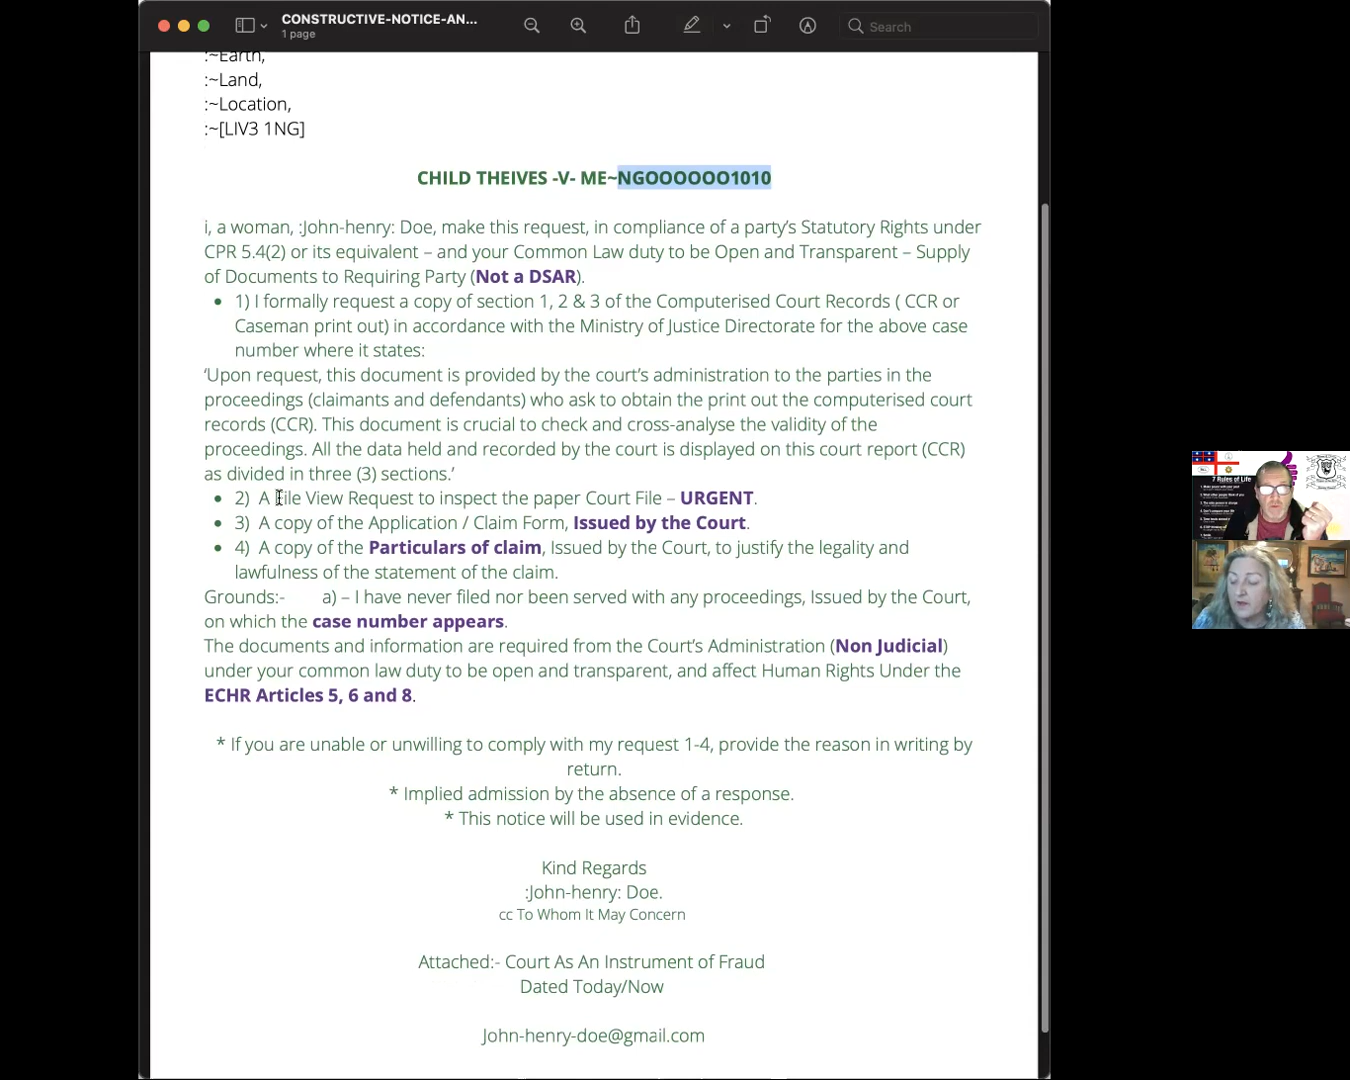 CONSTRUCTIVE-NOTICE-AN...
1 page
Search
:~Earth,
:~Land,
:~Location,
:~[LIV3 1NG]
CHILD THEIVES -V- ME~NGOOOOOO1010
i, a woman, :John-henry: Doe, make this request, in compliance of a party's Statutory Rights under
CPR 5.4(2) or its equivalent – and your Common Law duty to be Open and Transparent – Supply
of Documents to Requiring Party (Not a DSAR).
• 1) I formally request a copy of section 1, 2 & 3 of the Computerised Court Records ( CCR or
Caseman print out) in accordance with the Ministry of Justice Directorate for the above case
number where it states:
‘Upon request, this document is provided by the court's administration to the parties in the
proceedings (claimants and defendants) who ask to obtain the print out the computerised court
records (CCR). This document is crucial to check and cross-analyse the validity of the
proceedings. All the data held and recorded by the court is displayed on this court report (CCR)
as divided in three (3) sections.’
• 2) A File View Request to inspect the paper Court File – URGENT.
• 3) A copy of the Application / Claim Form, Issued by the Court.
• 4) A copy of the Particulars of claim, Issued by the Court, to justify the legality and
lawfulness of the statement of the claim.
Grounds:- a) – I have never filed nor been served with any proceedings, Issued by the Court,
on which the case number appears.
The documents and information are required from the Court's Administration (Non Judicial)
under your common law duty to be open and transparent, and affect Human Rights Under the
ECHR Articles 5, 6 and 8.
* If you are unable or unwilling to comply with my request 1-4, provide the reason in writing by
return.
* Implied admission by the absence of a response.
* This notice will be used in evidence.
Kind Regards
:John-henry: Doe.
cc To Whom It May Concern
Attached:- Court As An Instrument of Fraud
Dated Today/Now
John-henry-doe@gmail.com
7 Rules of Life